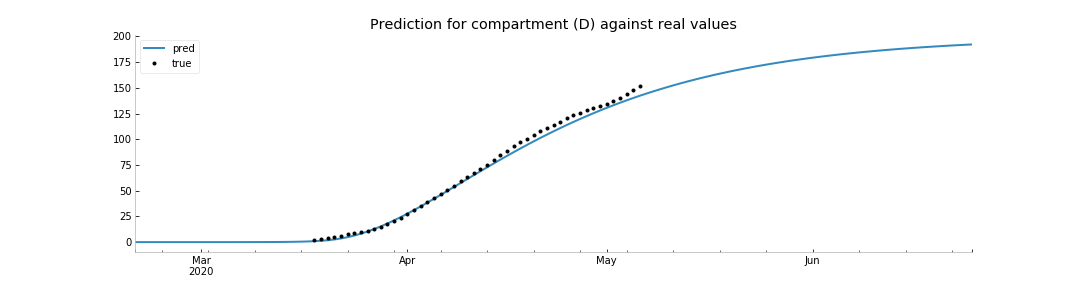 Prediction for compartment (D) against real values
200
175
150
125
100
75
50
25
0
pred
true
Mar
2020
Apr
May
Jun